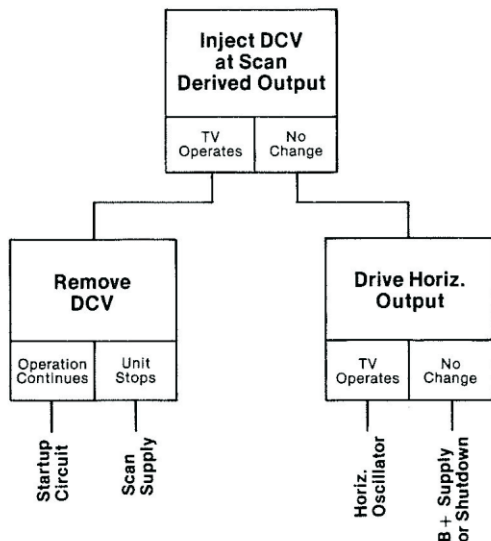 Inject DCV
at Scan
Derived Output
TV
Operates
No
Change
Remove
DCV
Operation
Continues
Unit
Stops
Drive Horiz.
Output
TV
Operates
No
Change
Startup
Circuit
Scan
Supply
Horiz.
Oscillator
B + Supply
or Shutdown